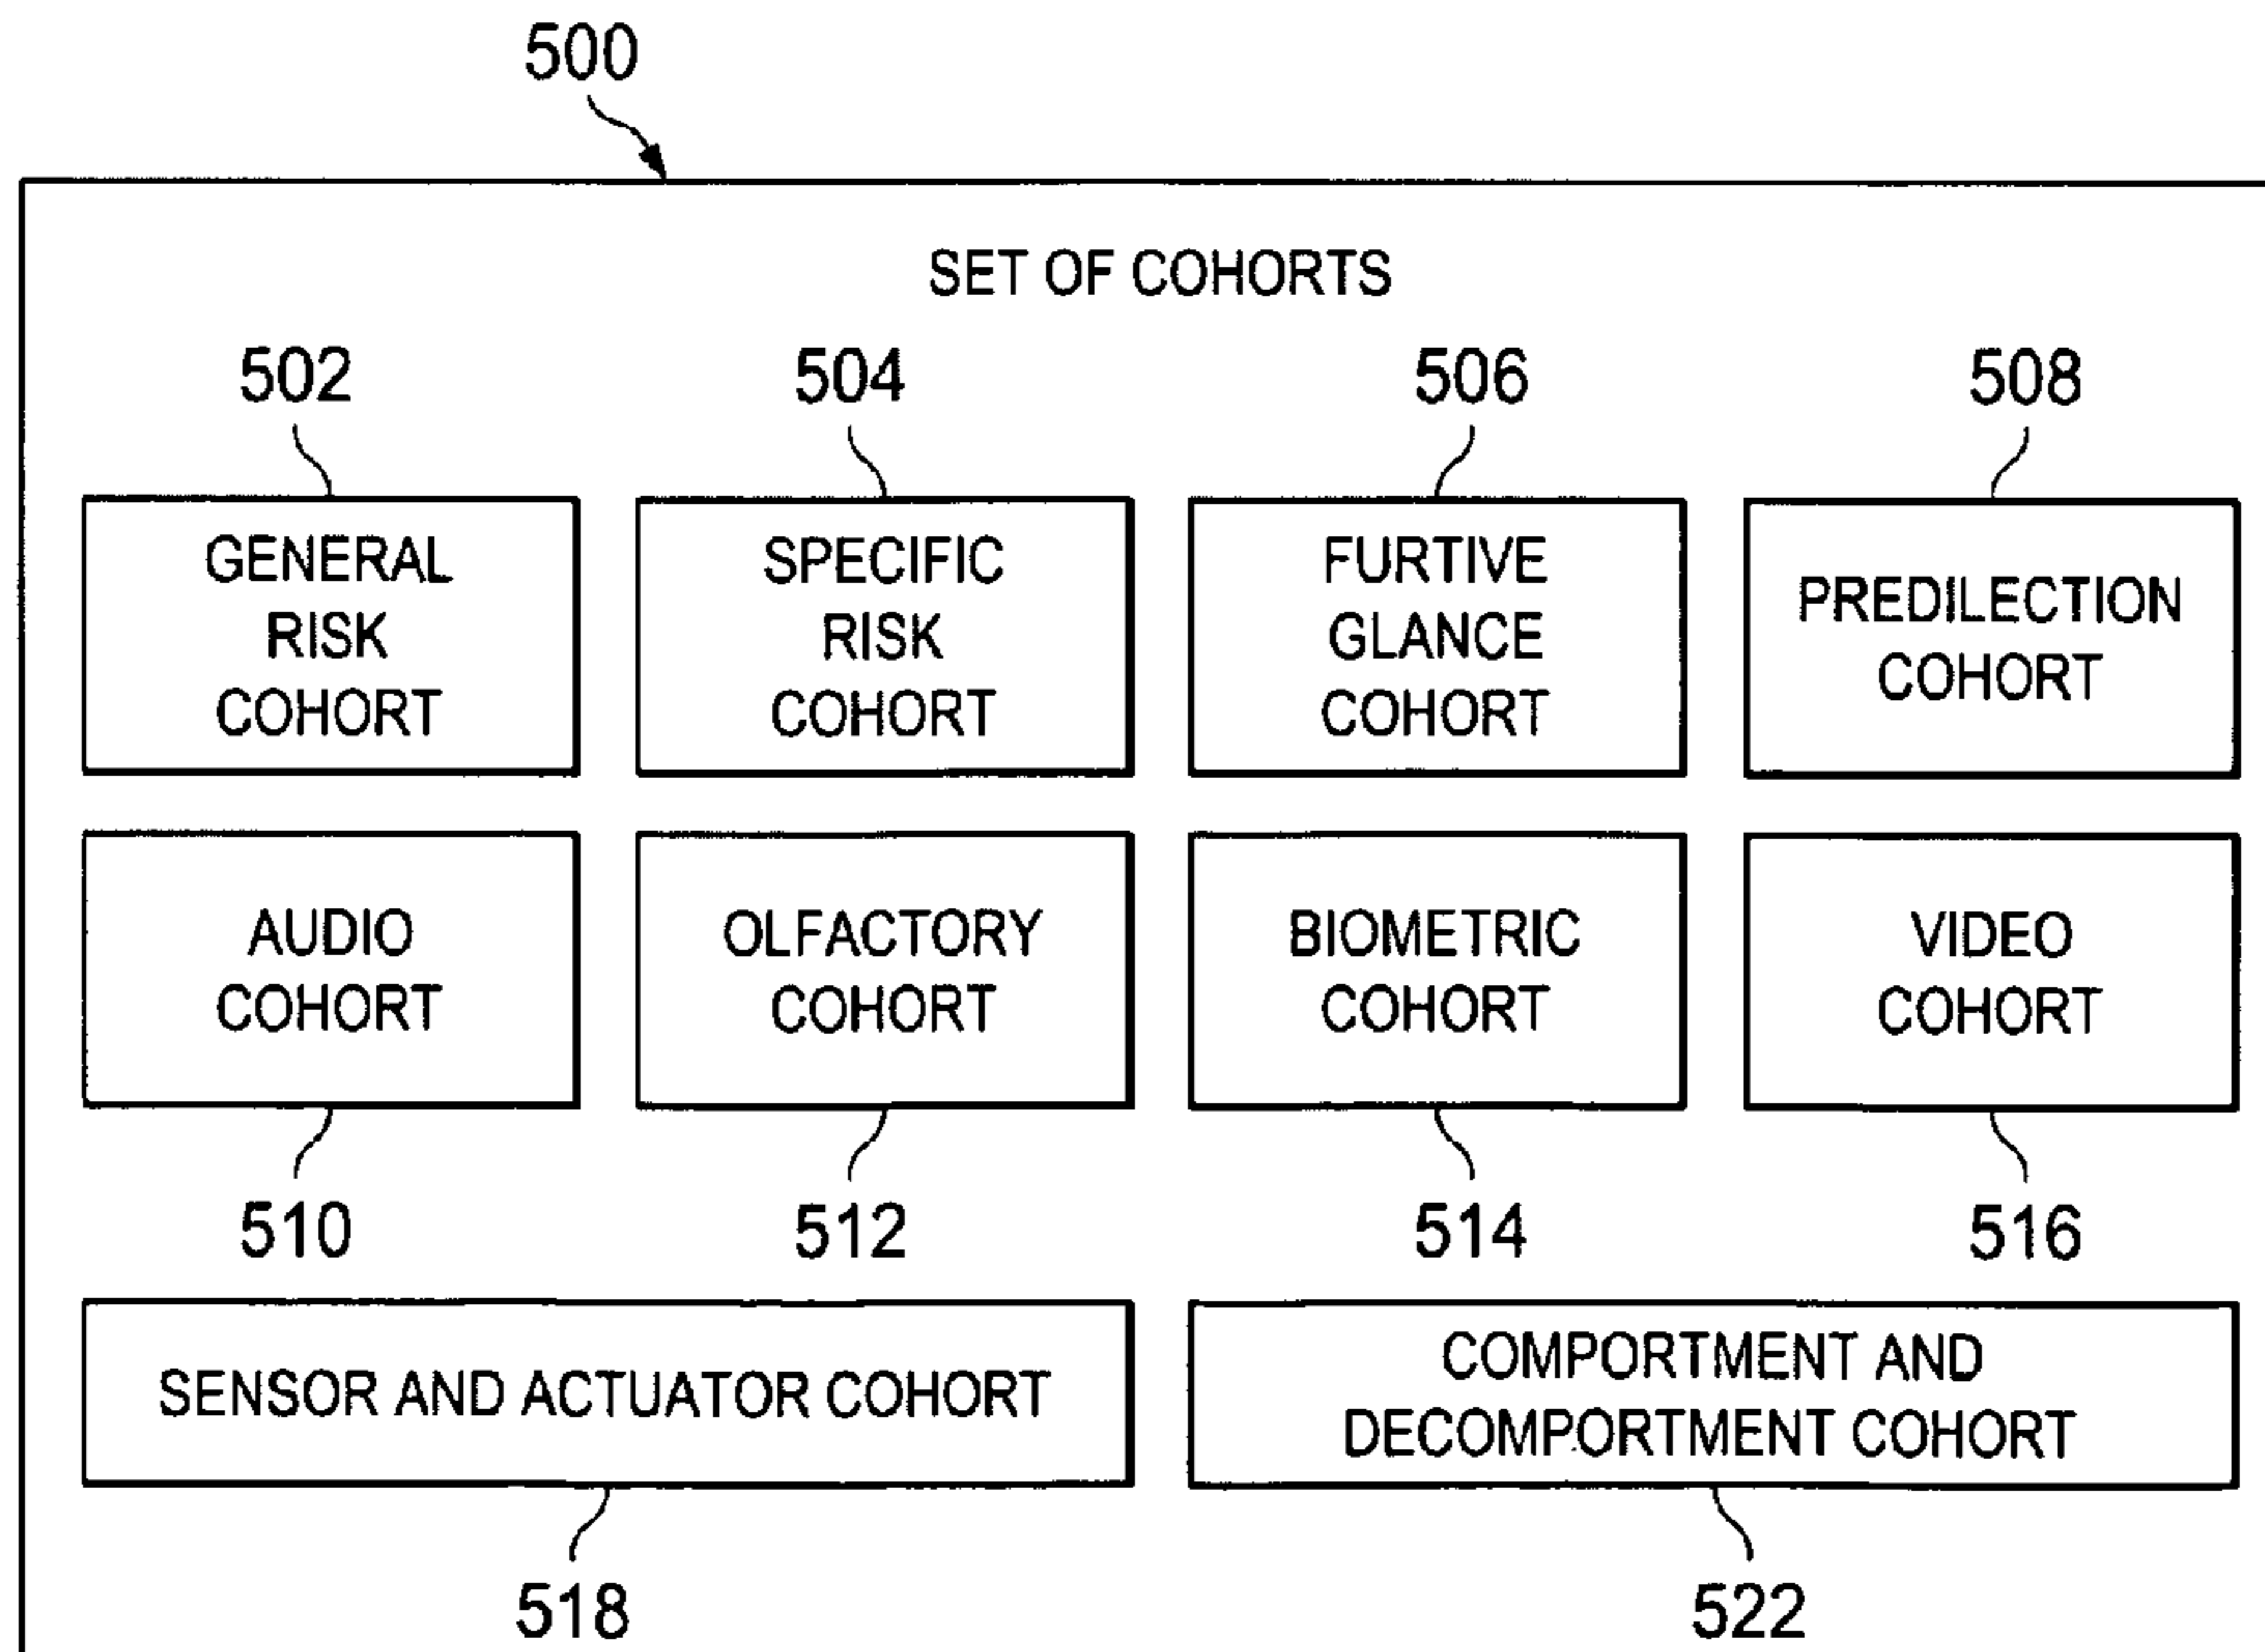 500
SET OF COHORTS
502 504 506 508
GENERAL
RISK
COHORT
SPECIFIC
RISK
COHORT
FURTIVE
GLANCE
COHORT
PREDILECTION
COHORT
AUDIO
COHORT
OLFACTORY
COHORT
BIOMETRIC
COHORT
VIDEO
COHORT
510 512 514 516
SENSOR AND ACTUATOR COHORT
COMPORTMENT AND
DECOMPORTMENT COHORT
518 522